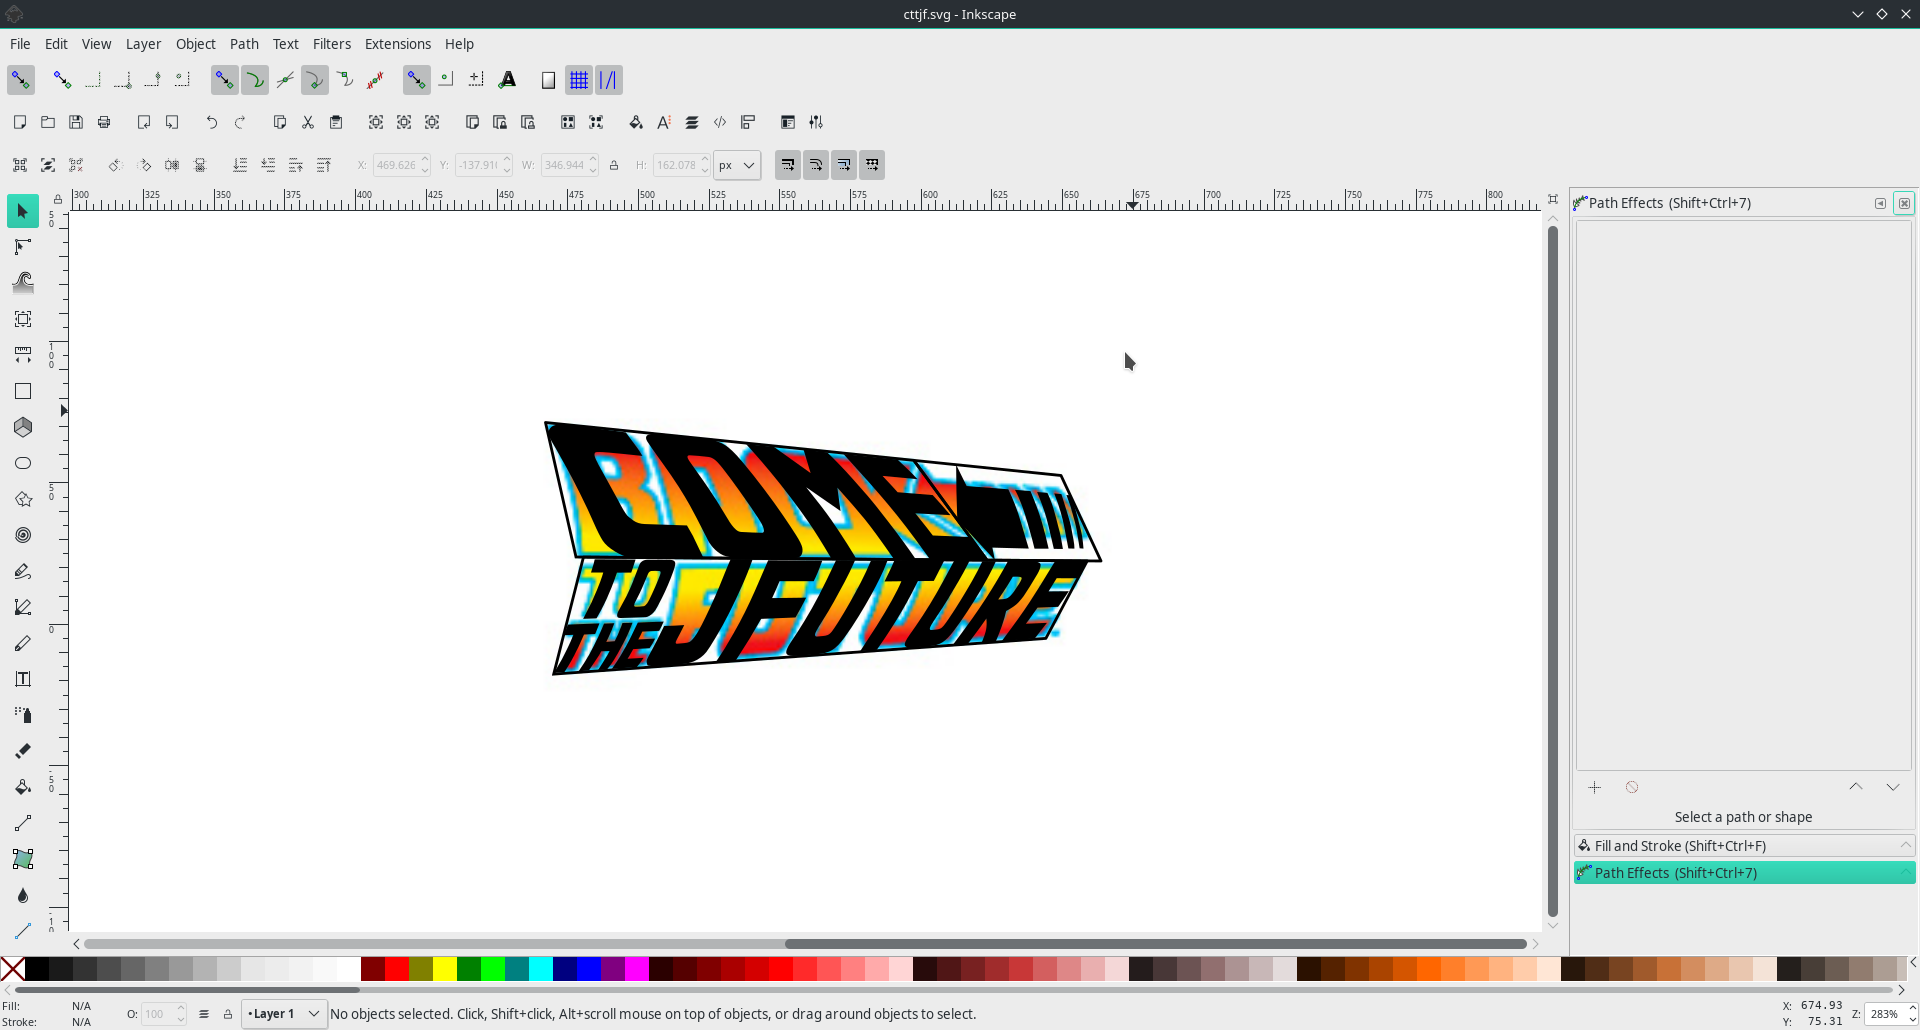 cttjf.svg - Inkscape
File Edit View Layer Object Path Text Filters Extensions Help
X: 469.626 Y: -137.91( W: 346.944 H: 162.078 px
300 325 350 375 400 425 450 475 500 525 550 575 600 625 650 675 700 725 750 775 800
Path Effects (Shift+Ctrl+7)
COME
TO
THE JFUTURE
Select a path or shape
Fill and Stroke (Shift+Ctrl+F)
Path Effects (Shift+Ctrl+7)
Fill: N/A
Stroke: N/A
O: 100
•Layer 1
No objects selected. Click, Shift+click, Alt+scroll mouse on top of objects, or drag around objects to select.
X: 674.93
Y: 75.31
Z: 283%